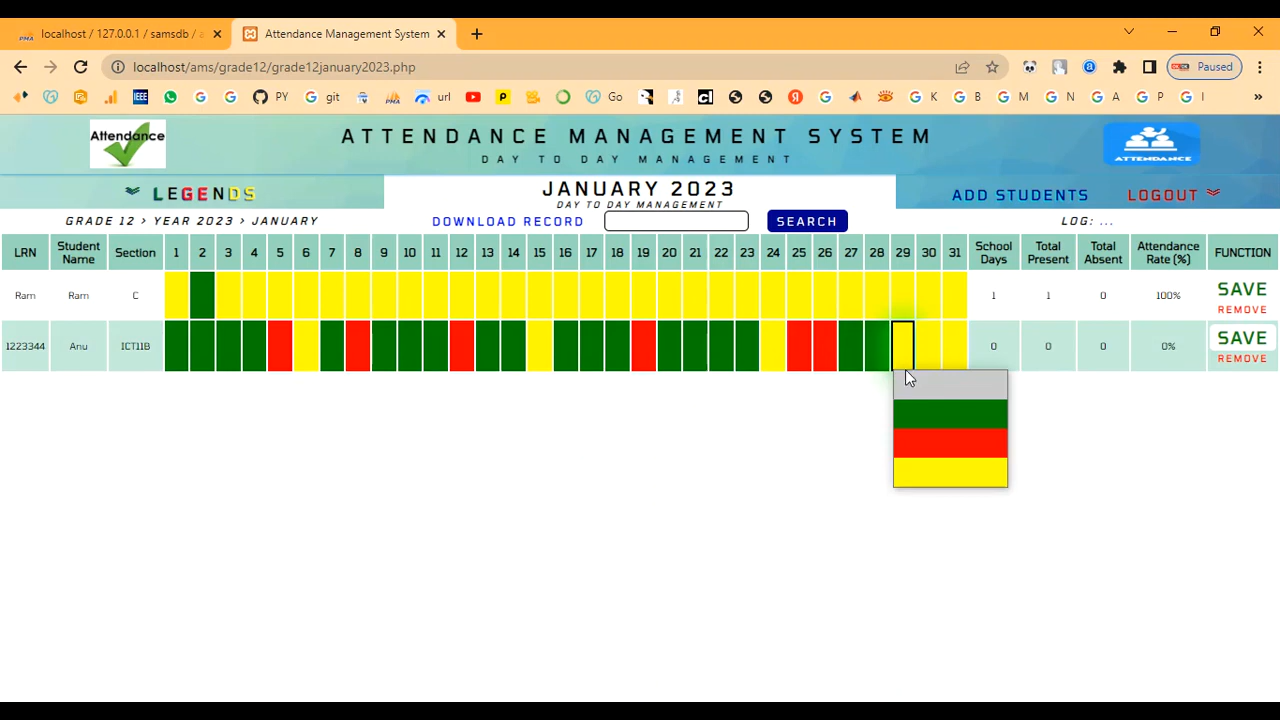 localhost / 127.0.0.1 / samsdb / a
Attendance Management System
localhost/ams/grade12/grade12january2023.php
Paused
IEEE
PY
git
url
Go
K
B
M
N
A
P
I
Attendance
ATTENDANCE MANAGEMENT SYSTEM
DAY TO DAY MANAGEMENT
ATTENDANCE
LEGENDS
JANUARY 2023
DAY TO DAY MANAGEMENT
ADD STUDENTS
LOGOUT
GRADE 12 > YEAR 2023 > JANUARY
DOWNLOAD RECORD
SEARCH
LOG: ...
LRN Student Name Section 1 2 3 4 5 6 7 8 9 10 11 12 13 14 15 16 17 18 19 20 21 22 23 24 25 26 27 28 29 30 31 School Days Total Present Total Absent Attendance Rate (%) FUNCTION
Ram Ram C 1 1 0 100% SAVE
REMOVE
1223344 Anu ICT11B 0 0 0 0% SAVE
REMOVE